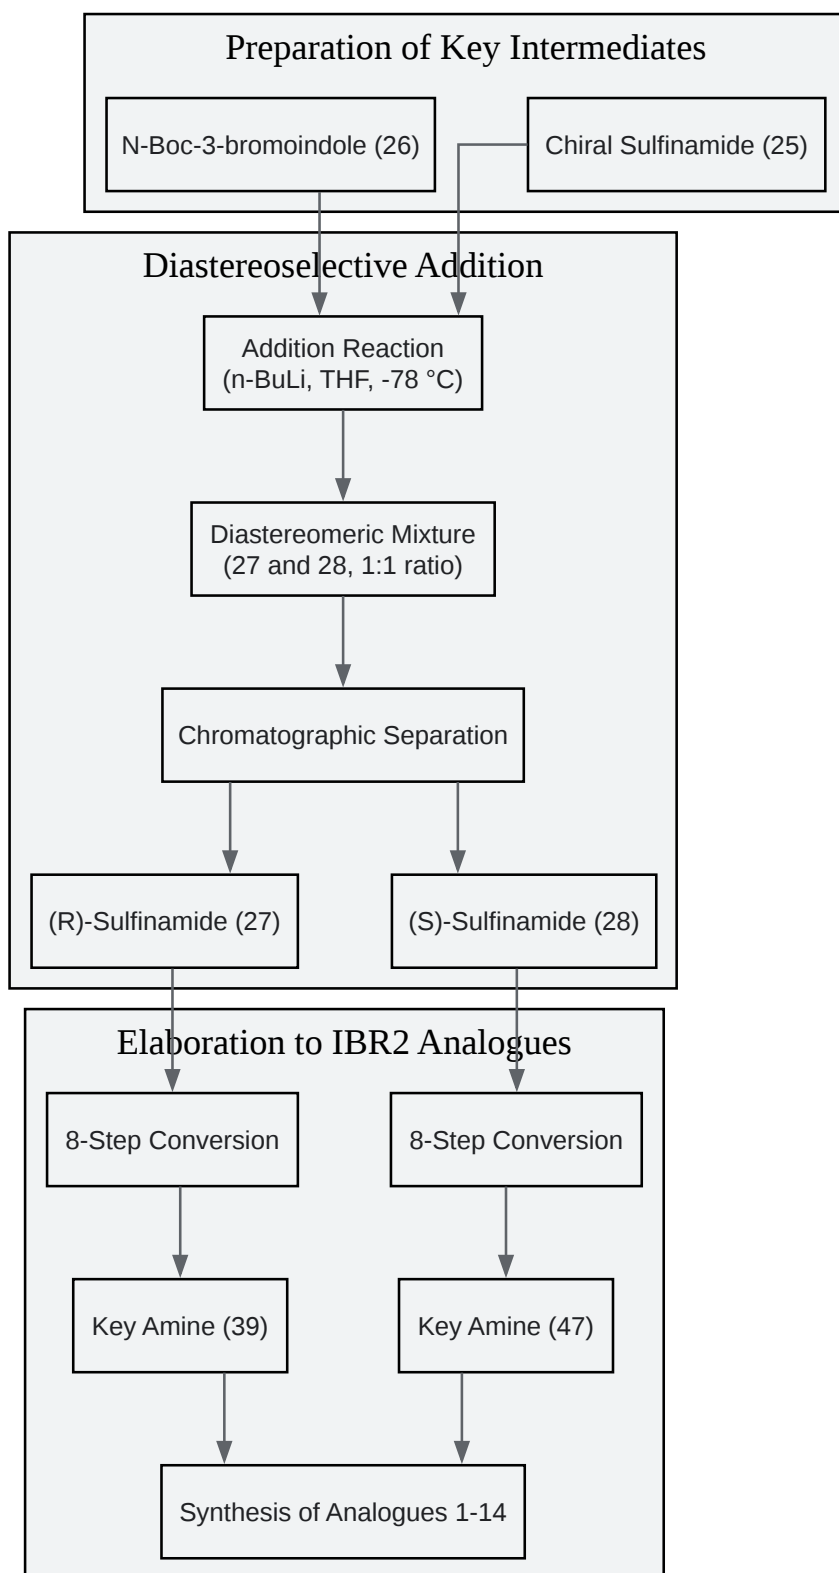 Preparation of Key Intermediates
N-Boc-3-bromoindole (26)
Chiral Sulfinamide (25)
Diastereoselective Addition
Addition Reaction
(n-BuLi, THF, -78 °C)
Diastereomeric Mixture
(27 and 28, 1:1 ratio)
Chromatographic Separation
(R)-Sulfinamide (27)
(S)-Sulfinamide (28)
Elaboration to IBR2 Analogues
8-Step Conversion
8-Step Conversion
Key Amine (39)
Key Amine (47)
Synthesis of Analogues 1-14